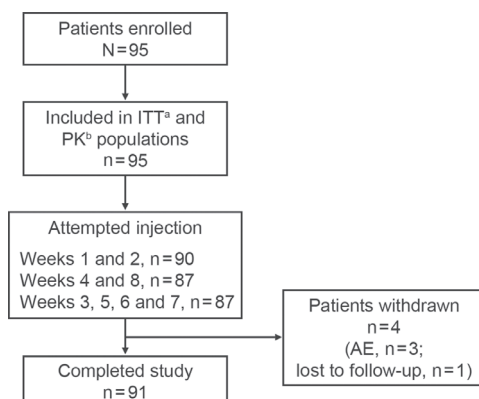 Patients enrolled
N=95
Included in ITTᵃ and
PKᵇ populations
n=95
Attempted injection
Weeks 1 and 2, n=90
Weeks 4 and 8, n=87
Weeks 3, 5, 6 and 7, n=87
Patients withdrawn
n=4
(AE, n=3;
lost to follow-up, n=1)
Completed study
n=91